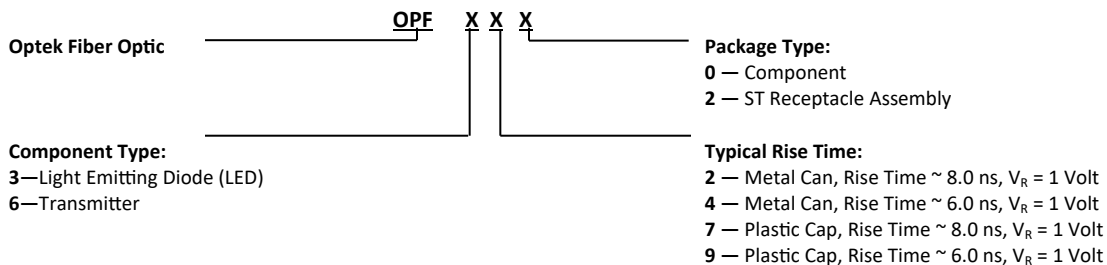 OPF X X X
Optek Fiber Optic
Package Type:
0 — Component
2 — ST Receptacle Assembly
Component Type:
3—Light Emitting Diode (LED)
6—Transmitter
Typical Rise Time:
2 — Metal Can, Rise Time ~ 8.0 ns, VR = 1 Volt
4 — Metal Can, Rise Time ~ 6.0 ns, VR = 1 Volt
7 — Plastic Cap, Rise Time ~ 8.0 ns, VR = 1 Volt
9 — Plastic Cap, Rise Time ~ 6.0 ns, VR = 1 Volt